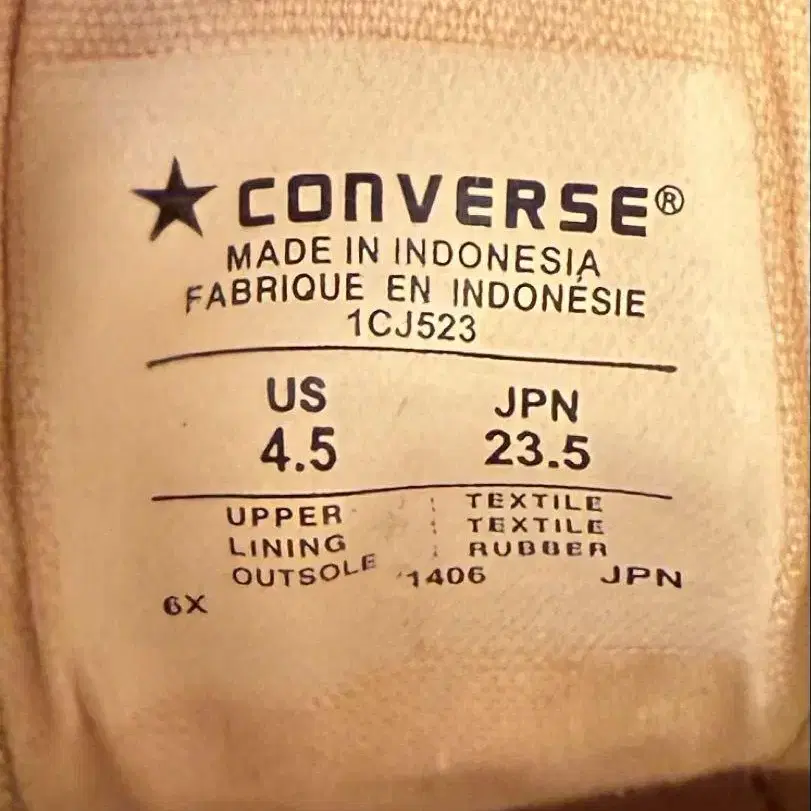 ★ CONVERSE®
MADE IN INDONESIA
FABRIQUE EN INDONÉSIE
1CJ523
US JPN
4.5 23.5
UPPER : TEXTILE
LINING : TEXTILE
OUTSOLE : RUBBER
6X 1406 JPN